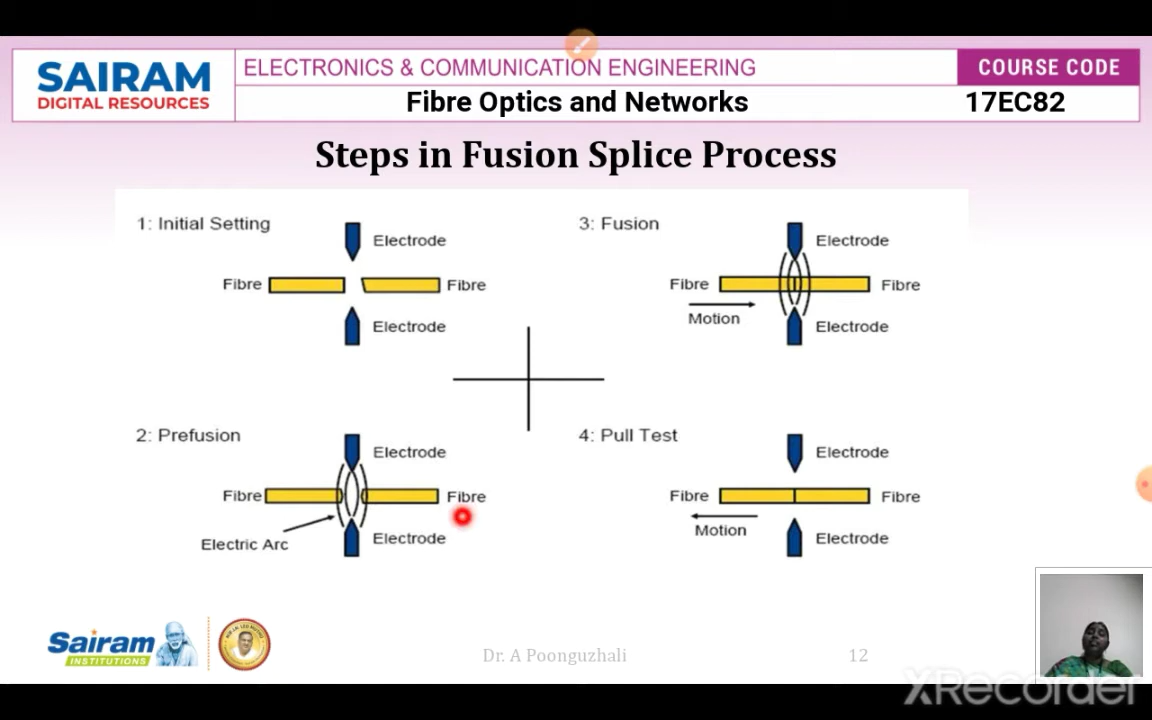 SAIRAM
DIGITAL RESOURCES
ELECTRONICS & COMMUNICATION ENGINEERING
COURSE CODE
Fibre Optics and Networks
17EC82
Steps in Fusion Splice Process
1: Initial Setting
Electrode
Fibre
Fibre
Electrode
3: Fusion
Electrode
Fibre
Fibre
Motion
Electrode
2: Prefusion
Electrode
Fibre
Fibre
Electric Arc
Electrode
4: Pull Test
Electrode
Fibre
Fibre
Motion
Electrode
Sairam
INSTITUTIONS
Dr. A Poonguzhali
12
XRecorder